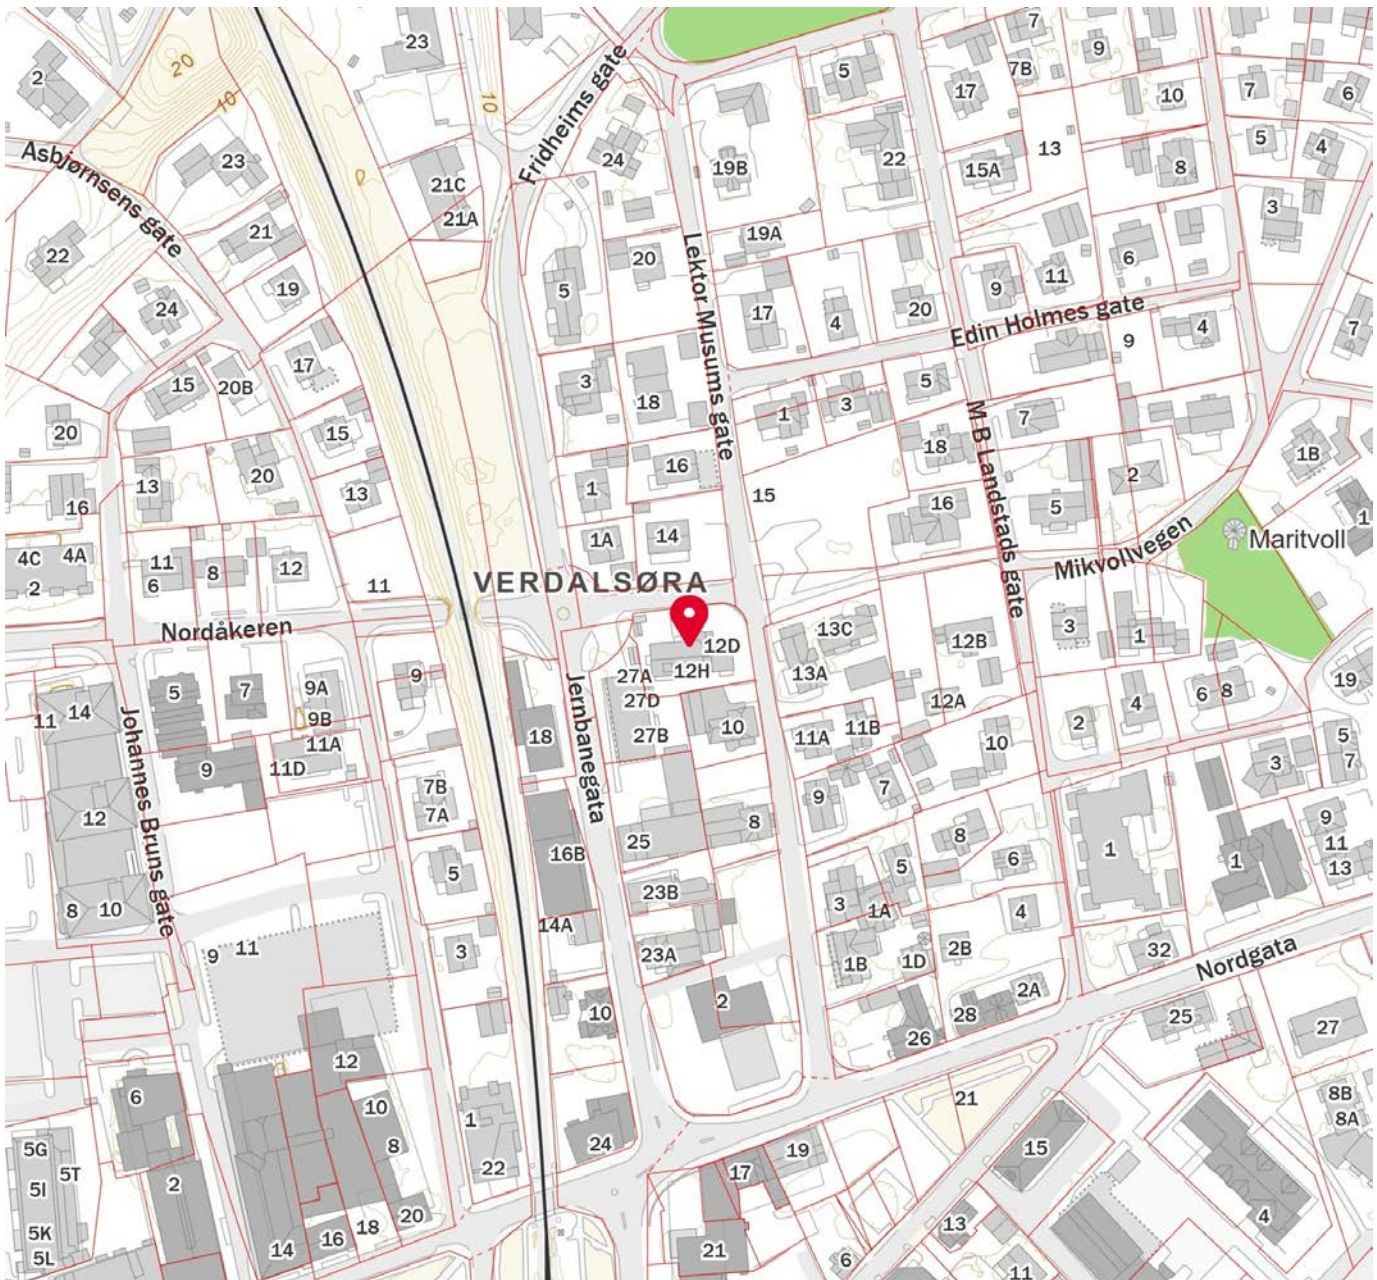 7
23
5
9
2
20
7B
17
10
7
6
10
10
Fridheims gate
24
19B
22
15A
13
8
5
4
Asbjørnsens gate
23
21C
21A
3
21
19A
22
20
Lektor Musums gate
9
11
6
19
5
24
17
4
20
Edin Holmes gate
9
4
7
17
15
20B
3
18
5
1
3
M B Landstads gate
7
20
15
18
1B
20
16
2
13
13
1
15
16
16
5
1
1A
14
Maritvoll
4C
4A
11
6
8
12
11
2
VERDALSØRA
Mikvollvegen
Nordåkeren
12D
12H
13C
12B
3
1
13A
27A
27D
9
9A
9B
5
7
14
11
Johannes Bruns gate
Jernbanegata
12A
6
8
19
4
2
18
27B
10
11A
11B
10
5
7
11A
11D
9
7B
7A
3
9
7
12
8
9
25
8
11
13
6
1
1
16B
5
5
23B
8
10
3
1A
4
14A
9
11
3
23A
1B
1D
2B
32
Nordgata
2A
28
2
10
26
25
27
12
6
10
8
1
24
21
8B
8A
5G
5T
5I
5K
5L
2
22
17
19
15
20
18
16
14
21
13
6
11
4